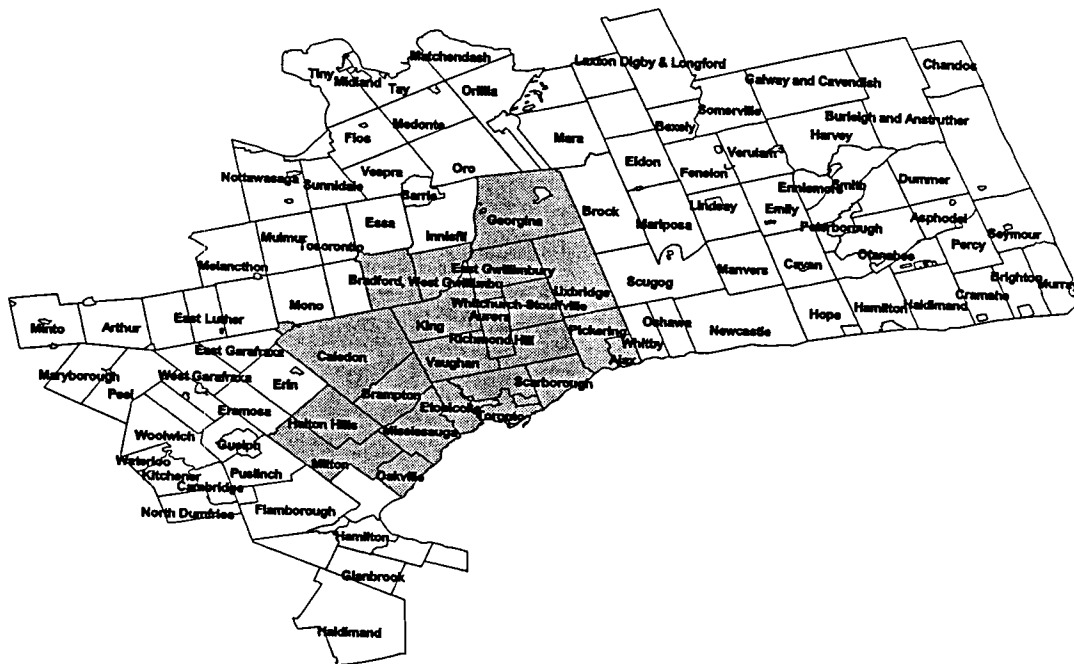 Matchendash
Tiny
Midland
Tay
Orillia
Laxton Digby & Longford
Galway and Cavendish
Chandos
Somerville
Medonte
Flos
Mara
Bexely
Burleigh and Anstruther
Harvey
Verulam
Eldon
Fenelon
Oro
Vespra
Nottawasaga
Sunnidale
Barrie
Ennismore
Smith
Dummer
Lindsay
Emily
Brock
Georgina
Essa
Innisfil
Mariposa
Peterborough
Asphodel
Seymour
Mulmur
Tosorontio
Otanabee
Percy
Melancthon
Bradford, West Gwillimbu
East Gwillimbury
Manvers
Cavan
Scugog
Uxbridge
Brighton
Murray
Cramahe
Mono
Whitchurch-Stouffville
Aurora
Hope
Hamilton
Haldimand
Minto
Arthur
East Luther
King
Richmond Hill
Pickering
Oshawa
Whitby
Newcastle
Ajax
East Garafraxa
Caledon
Vaughan
Maryborough
West Garafraxa
Erin
Scarborough
Peel
Brampton
Etobicoke
Toronto
Eramosa
Halton Hills
Mississauga
Woolwich
Guelph
Waterloo
Kitchener
Puslinch
Milton
Oakville
Cambridge
North Dumfries
Flamborough
Hamilton
Glanbrook
Haldimand